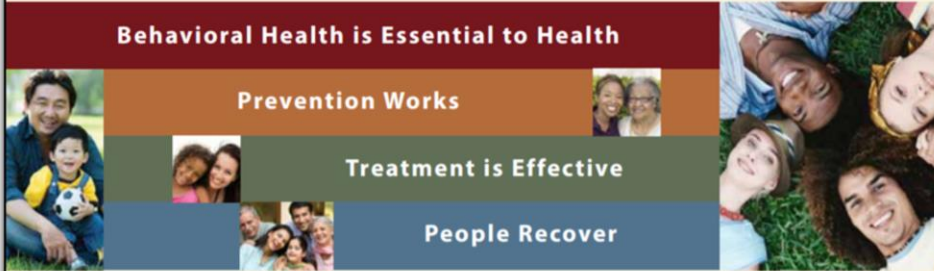 Behavioral Health is Essential to Health
Prevention Works
Treatment is Effective
People Recover